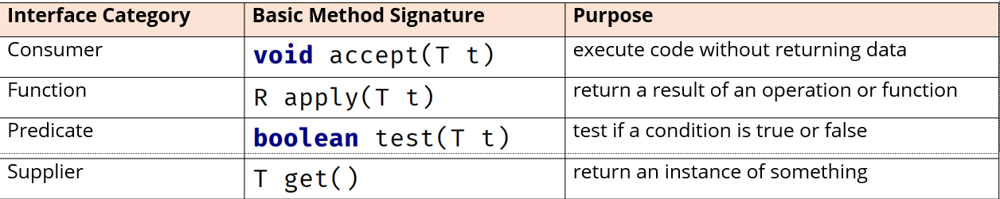 Interface Category Basic Method Signature Purpose
Consumer void accept(T t) execute code without returning data
Function R apply(T t) return a result of an operation or function
Predicate boolean test(T t) test if a condition is true or false
Supplier T get() return an instance of something